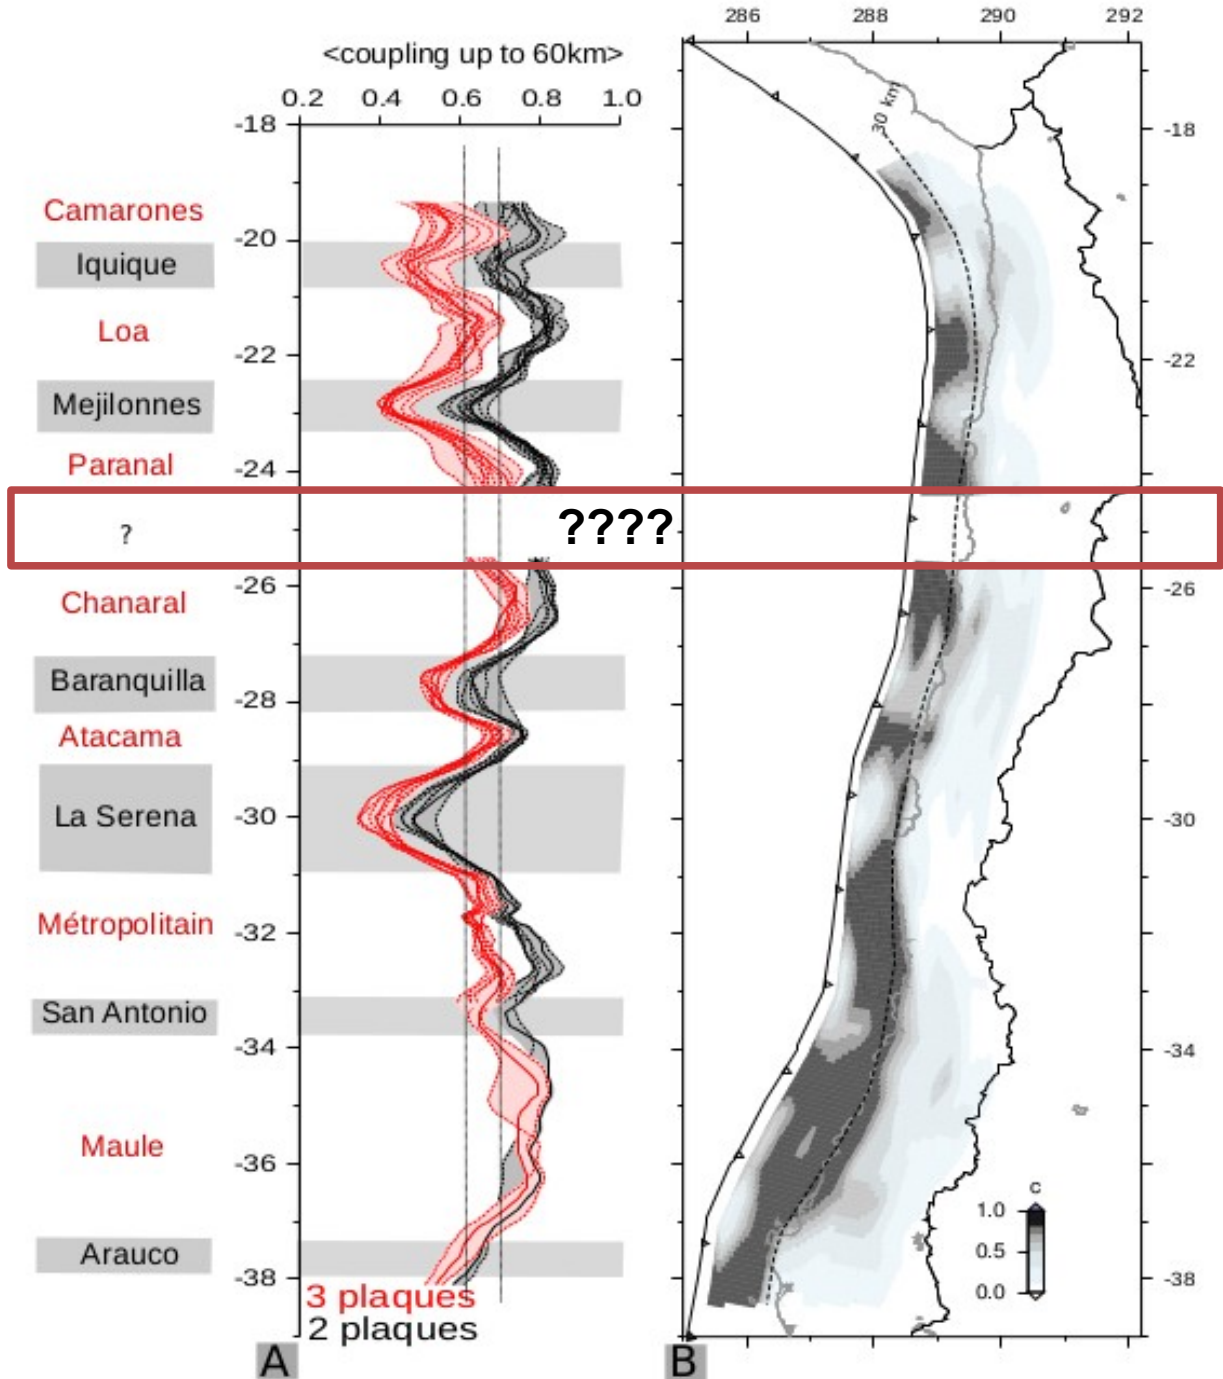 <coupling up to 60km>
0.2 0.4 0.6 0.8 1.0
-18
Camarones
-20
Iquique
Loa
-22
Mejilonnes
Paranal
-24
?
????
-26
Chanaral
Baranquilla
-28
Atacama
La Serena
-30
Métropolitain
-32
San Antonio
-34
Maule
-36
Arauco
-38
3 plaques
2 plaques
A
286 288 290 292
30 km
-18
-22
-26
-30
-34
-38
C
1.0
0.5
0.0
B